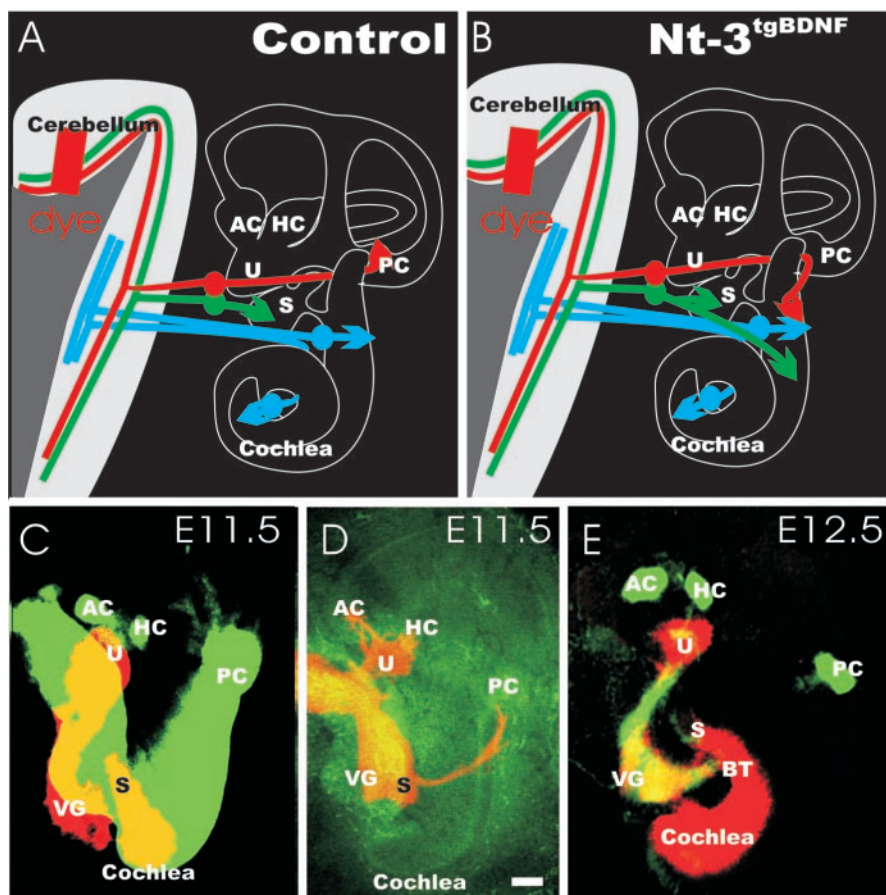 A Control
B Nt-3tgBDNF
Cerebellum
dye
AC HC
U
PC
S
Cochlea
Cerebellum
dye
AC HC
U
PC
S
Cochlea
C E11.5
AC
HC
U
PC
S
VG
Cochlea
D E11.5
AC
HC
U
PC
VG S
Cochlea
E E12.5
AC HC
U
PC
S
VG BT
Cochlea